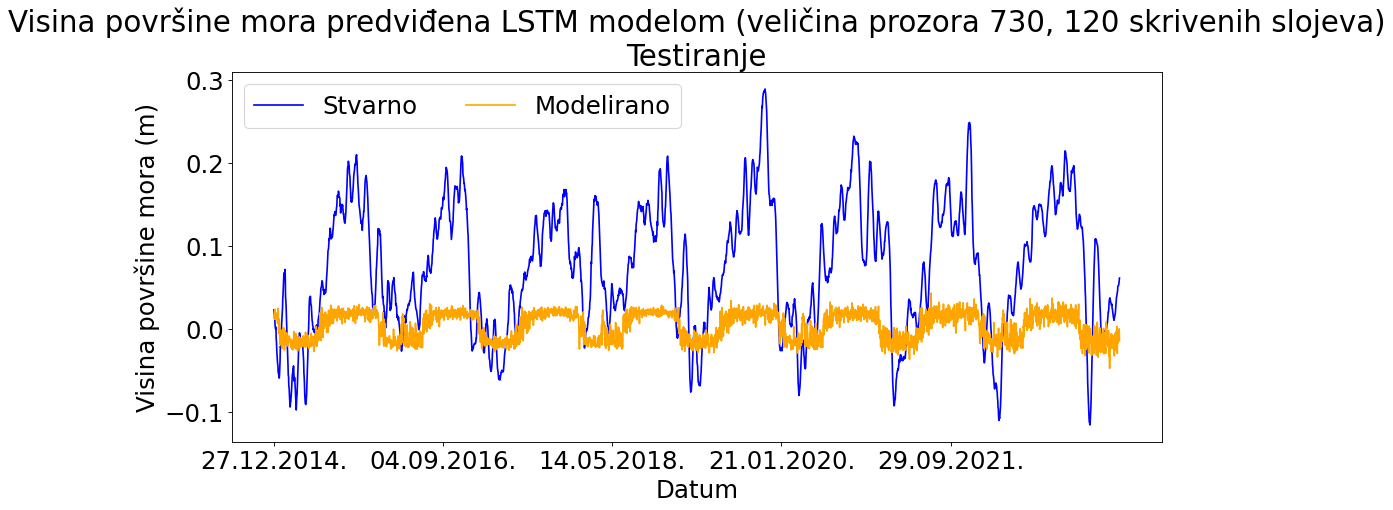 Visina površine mora predviđena LSTM modelom (veličina prozora 730, 120 skrivenih slojeva)
Testiranje
Stvarno Modelirano
Visina površine mora (m)
0.3
0.2
0.1
0.0
−0.1
27.12.2014. 04.09.2016. 14.05.2018. 21.01.2020. 29.09.2021.
Datum